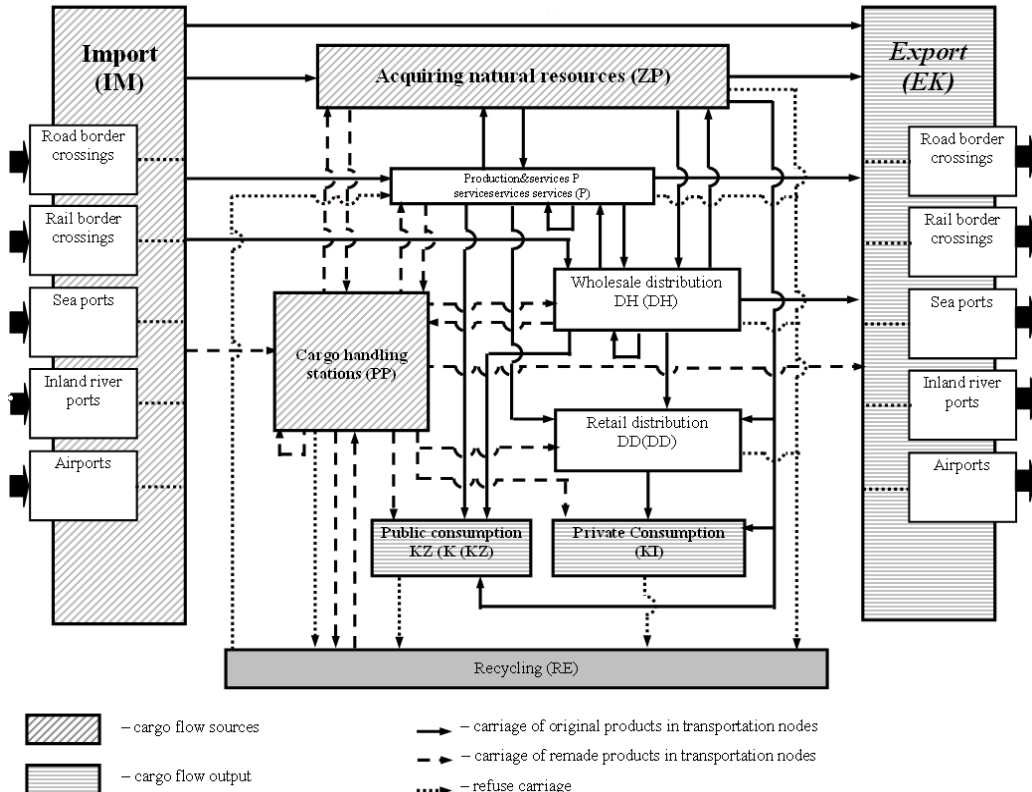 Import
(IM)
Road border
crossings
Rail border
crossings
Sea ports
Inland river
ports
Airports
Acquiring natural resources (ZP)
Production&services P
serviceservices services (P)
Wholesale distribution
DH (DH)
Cargo handling
stations (PP)
Retail distribution
DD(DD)
Public consumption
KZ (K (KZ)
Private Consumption
(KI)
Recycling (RE)
Export
(EK)
Road border
crossings
Rail border
crossings
Sea ports
Inland river
ports
Airports
– cargo flow sources
– cargo flow output
– carriage of original products in transportation nodes
– carriage of remade products in transportation nodes
– refuse carriage